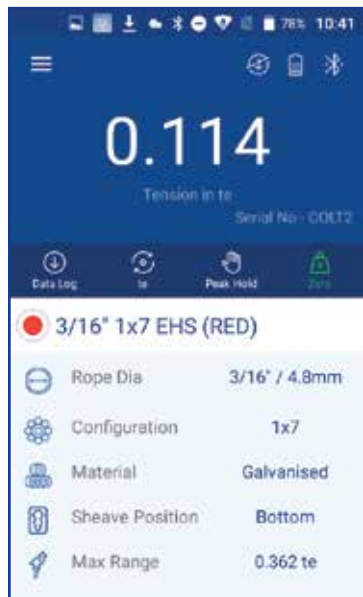 78% 10:41
0.114
Tension in te
Serial No - COLT2
Data Log te Peak Hold Zero
3/16" 1x7 EHS (RED)
Rope Dia 3/16" / 4.8mm
Configuration 1x7
Material Galvanised
Sheave Position Bottom
Max Range 0.362 te